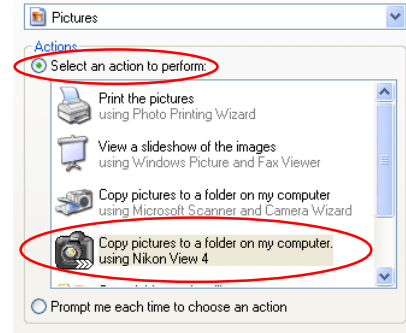 Pictures
Actions
Select an action to perform:
Print the pictures
using Photo Printing Wizard
View a slideshow of the images
using Windows Picture and Fax Viewer
Copy pictures to a folder on my computer
using Microsoft Scanner and Camera Wizard
Copy pictures to a folder on my computer.
using Nikon View 4
Prompt me each time to choose an action